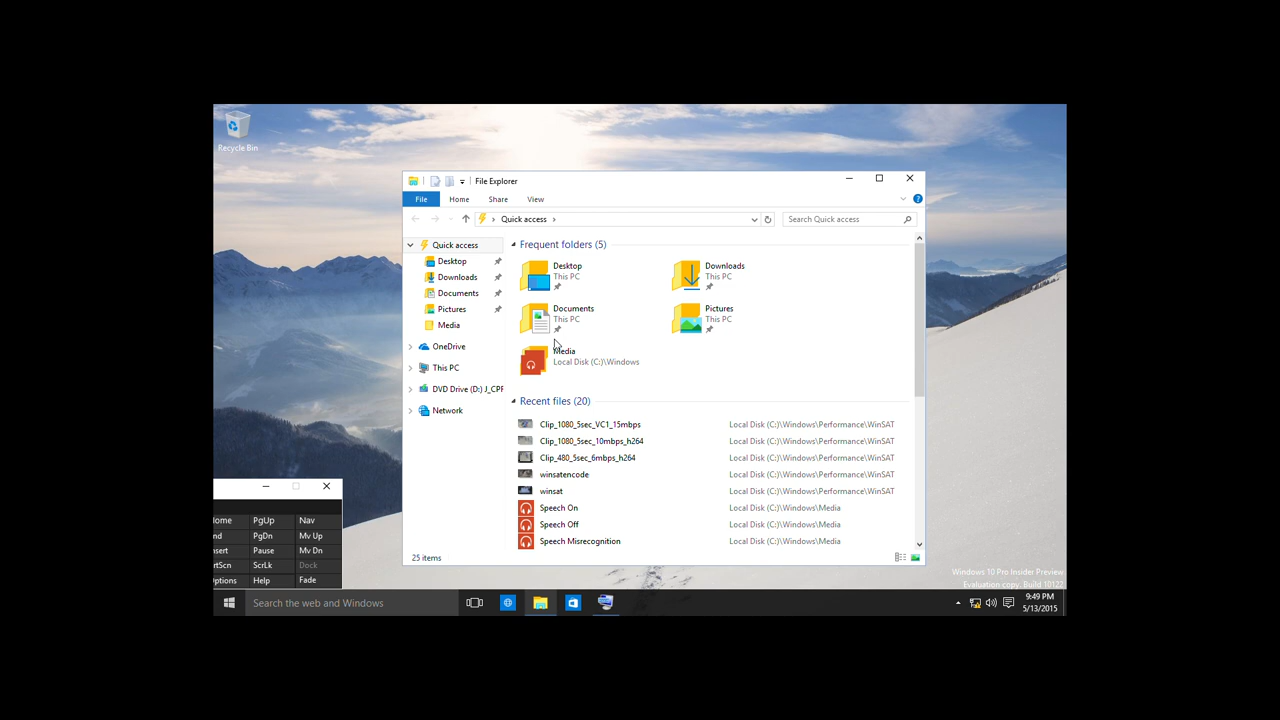 Recycle Bin
File Explorer
File Home Share View
Quick access
Search Quick access
Quick access
Desktop
Downloads
Documents
Pictures
Media
OneDrive
This PC
DVD Drive (D:) J_CPF
Network
Frequent folders (5)
Desktop
This PC
Downloads
This PC
Documents
This PC
Pictures
This PC
Media
Local Disk (C:)\Windows
Recent files (20)
Clip_1080_5sec_VC1_15mbps Local Disk (C:)\Windows\Performance\WinSAT
Clip_1080_5sec_10mbps_h264 Local Disk (C:)\Windows\Performance\WinSAT
Clip_480_5sec_6mbps_h264 Local Disk (C:)\Windows\Performance\WinSAT
winsatencode Local Disk (C:)\Windows\Performance\WinSAT
winsat Local Disk (C:)\Windows\Performance\WinSAT
Speech On Local Disk (C:)\Windows\Media
Speech Off Local Disk (C:)\Windows\Media
Speech Misrecognition Local Disk (C:)\Windows\Media
25 items
ome PgUp Nav
nd PgDn Mv Up
sert Pause Mv Dn
rtScn ScrLk Dock
ptions Help Fade
Windows 10 Pro Insider Preview
Evaluation copy. Build 10122
Search the web and Windows
9:49 PM
5/13/2015